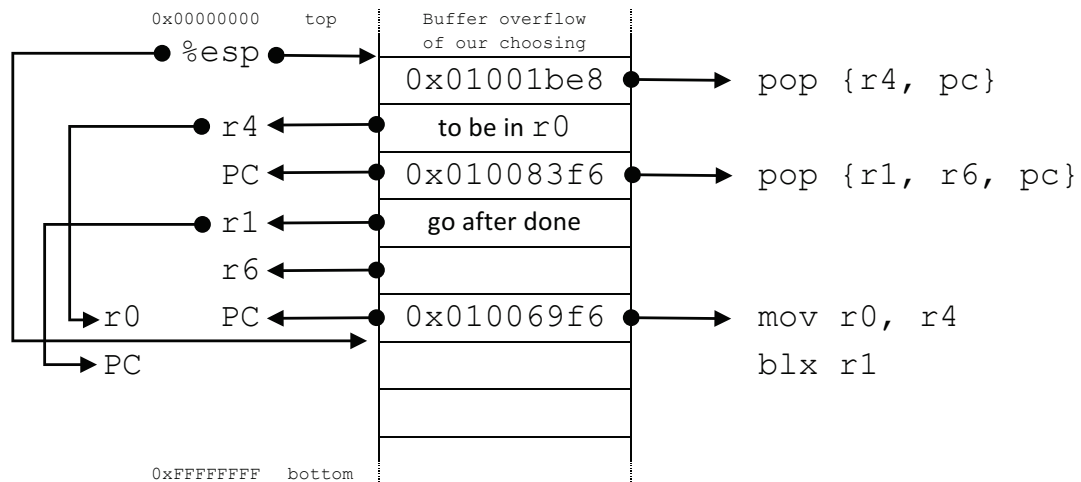 0x00000000 top Buffer overflow
of our choosing
%esp
0x01001be8 pop {r4, pc}
r4 to be in r0
PC 0x010083f6 pop {r1, r6, pc}
r1 go after done
r6
r0 PC 0x010069f6 mov r0, r4
PC blx r1
0xFFFFFFFF bottom